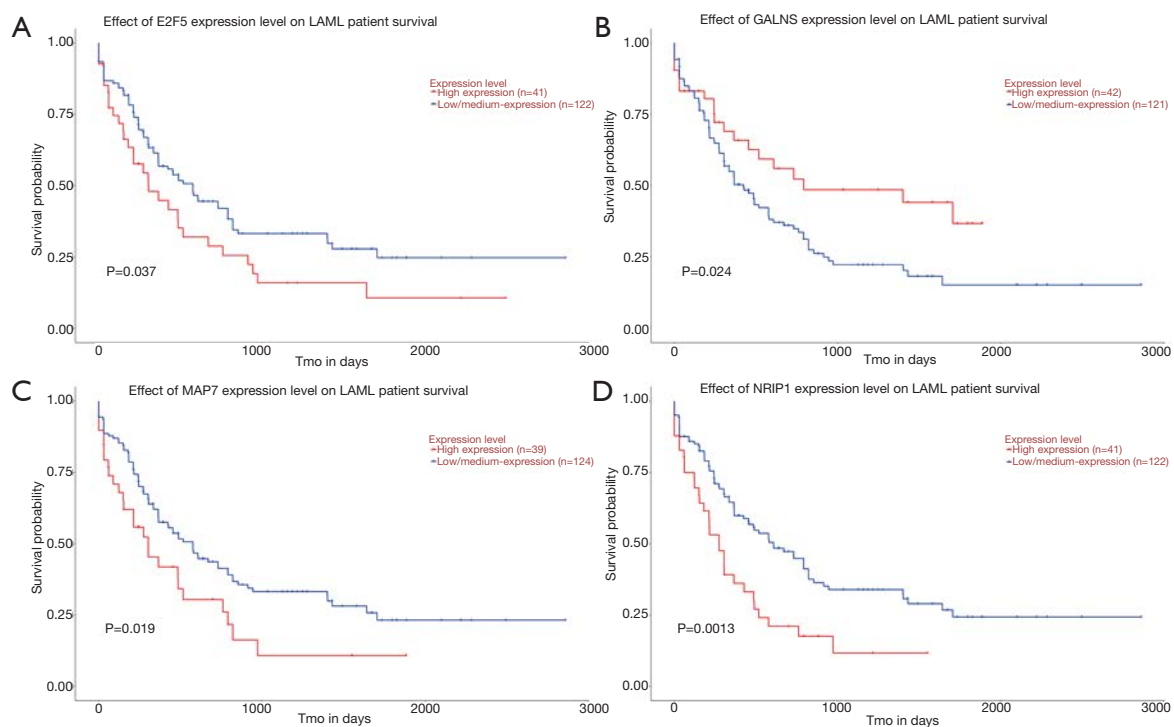 A
Effect of E2F5 expression level on LAML patient survival
1.00
0.75
0.50
0.25
0.00
Survival probability
Expression level
High expression (n=41)
Low/medium-expression (n=122)
P=0.037
0 1000 2000 3000
Tmo in days
B
Effect of GALNS expression level on LAML patient survival
1.00
0.75
0.50
0.25
0.00
Survival probability
Expression level
High expression (n=42)
Low/medium-expression (n=121)
P=0.024
0 1000 2000 3000
Tmo in days
C
Effect of MAP7 expression level on LAML patient survival
1.00
0.75
0.50
0.25
0.00
Survival probability
Expression level
High expression (n=39)
Low/medium-expression (n=124)
P=0.019
0 1000 2000 3000
Tmo in days
D
Effect of NRIP1 expression level on LAML patient survival
1.00
0.75
0.50
0.25
0.00
Survival probability
Expression level
High expression (n=41)
Low/medium-expression (n=122)
P=0.0013
0 1000 2000 3000
Tmo in days